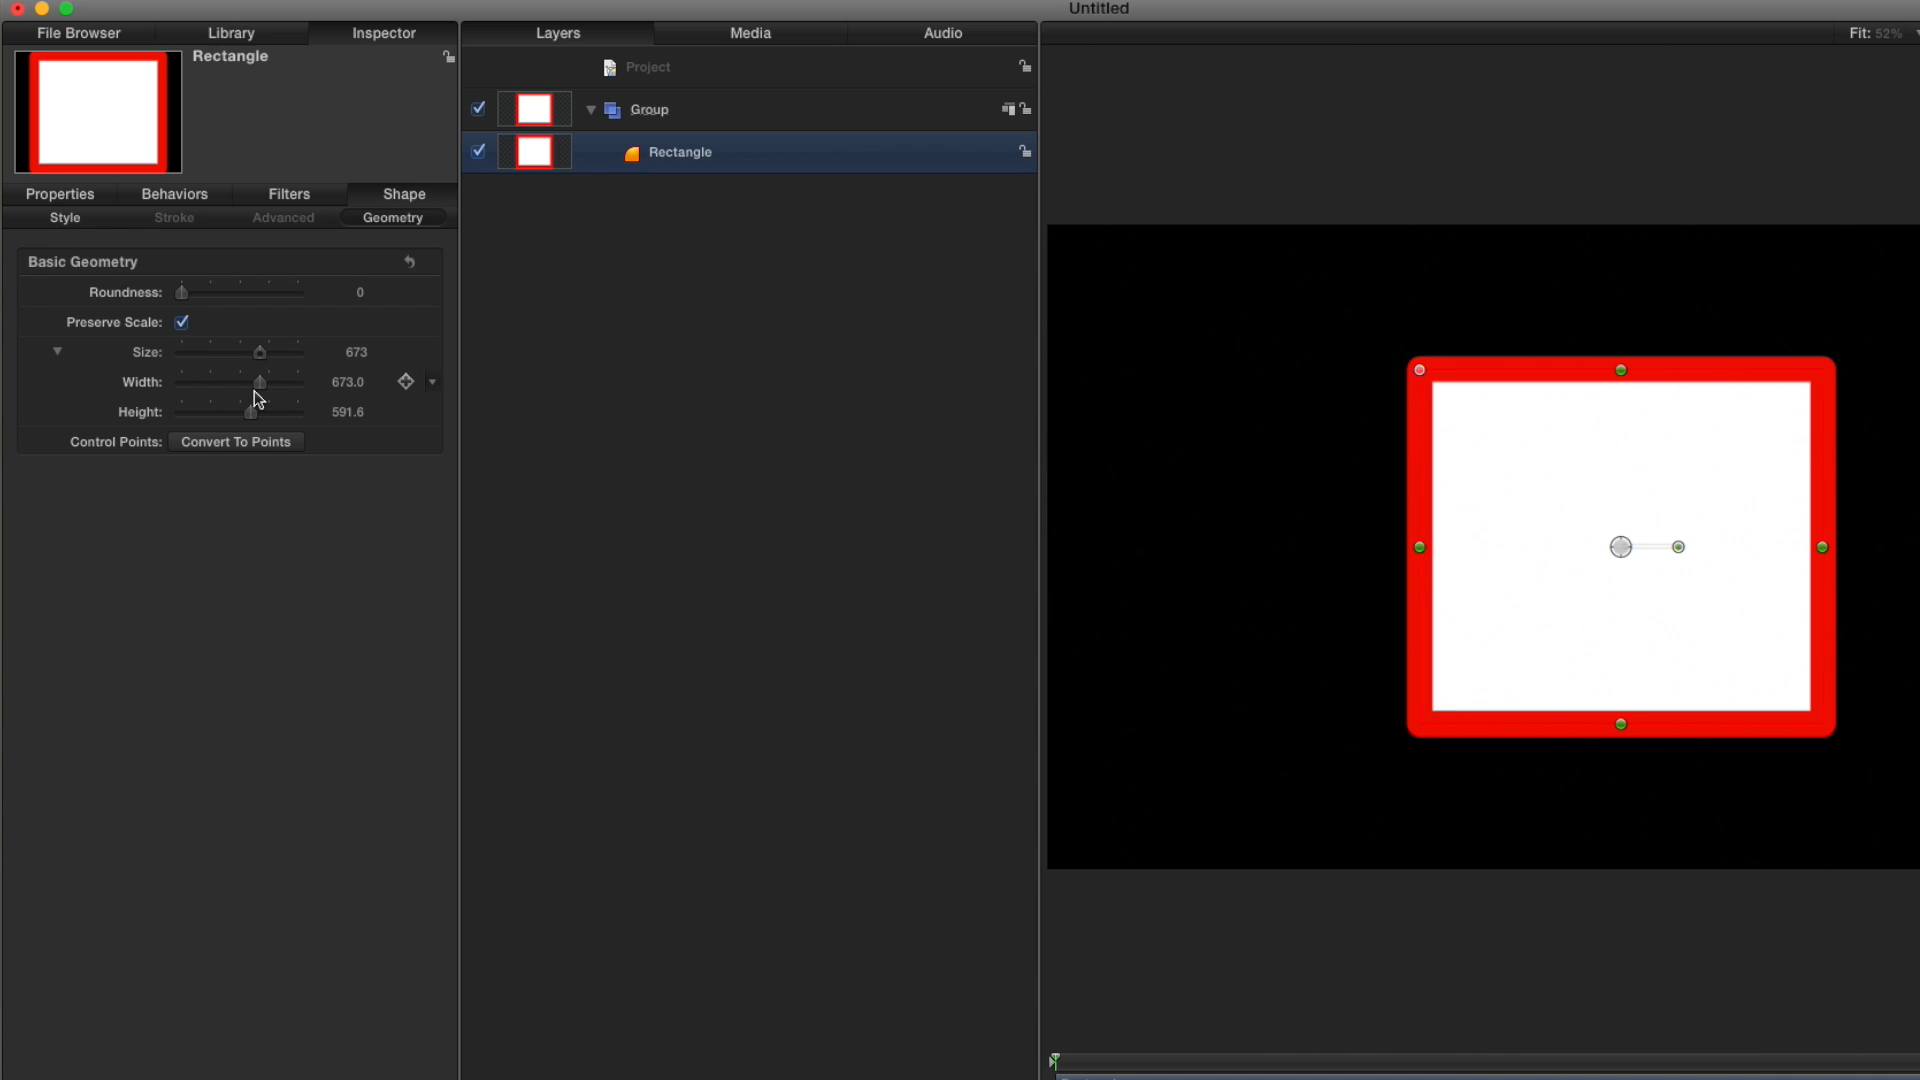 Untitled
File Browser
Library
Inspector
Layers
Media
Audio
Fit: 52%
Rectangle
Project
Group
Rectangle
Properties
Behaviors
Filters
Shape
Style
Stroke
Advanced
Geometry
Basic Geometry
Roundness: 0
Preserve Scale:
Size: 673
Width: 673.0
Height: 591.6
Control Points: Convert To Points